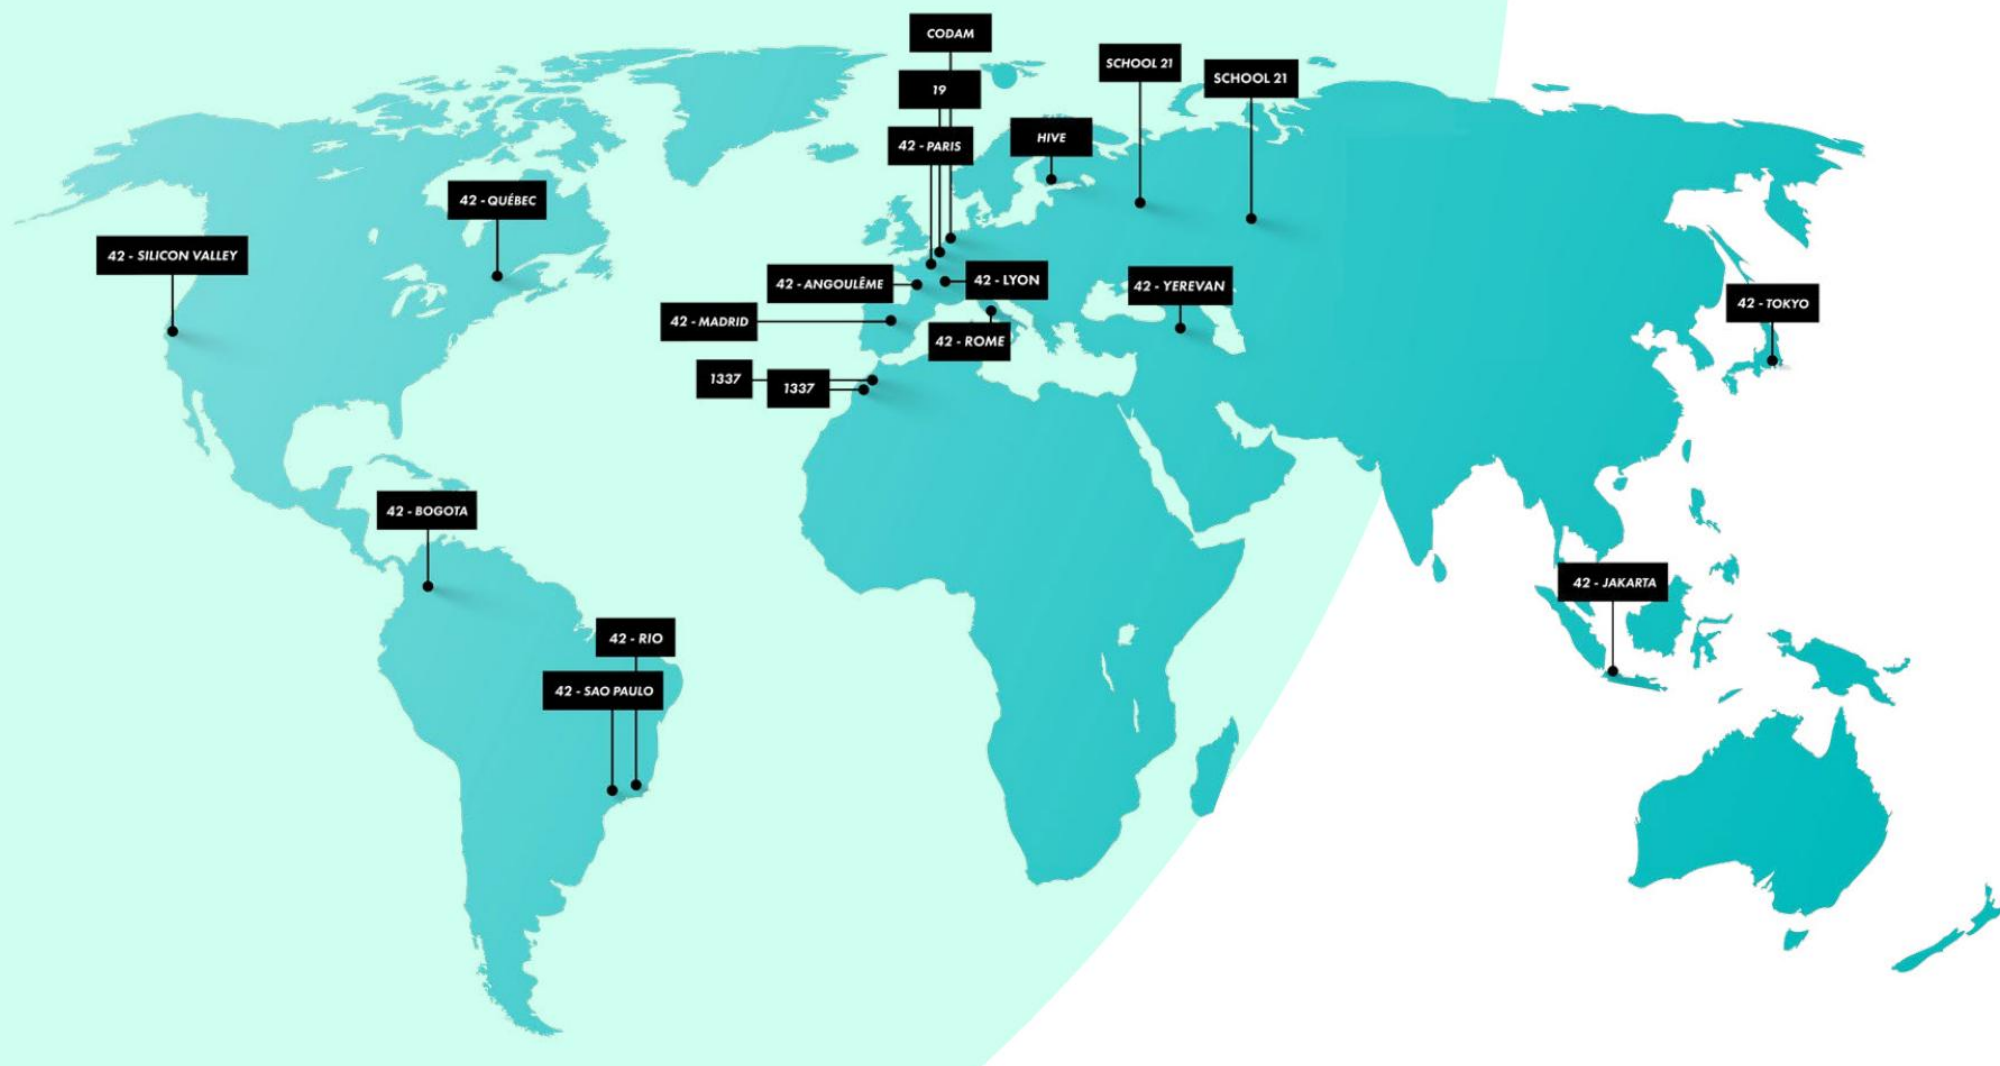 CODAM
SCHOOL 21
SCHOOL 21
19
HIVE
42 - PARIS
42 - QUÉBEC
42 - SILICON VALLEY
42 - ANGOULÊME
42 - LYON
42 - YEREVAN
42 - TOKYO
42 - MADRID
42 - ROME
1337
1337
42 - BOGOTA
42 - JAKARTA
42 - RIO
42 - SAO PAULO